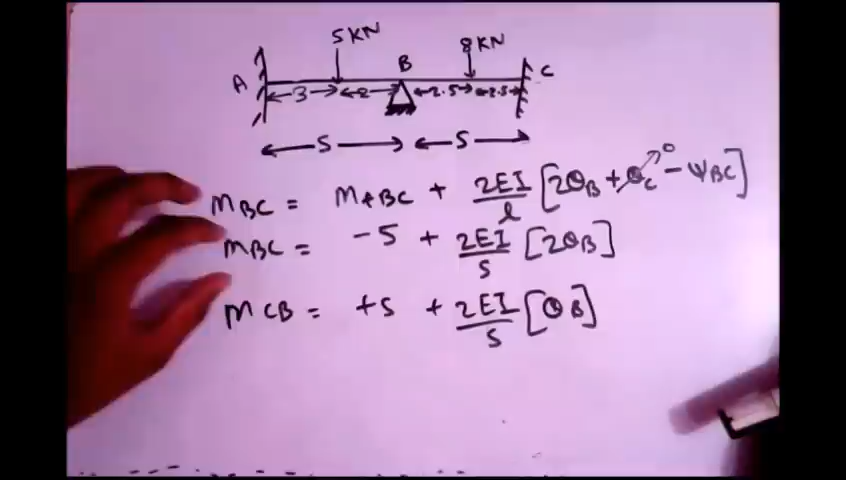 5KN 8KN
A B C
3 2 2.5 2.5
5 5
MBC = MFBC + 2EI/l [2θB + θC→0 - ΨBC]
MBC = -5 + 2EI/5 [2θB]
MCB = +5 + 2EI/5 [θB]